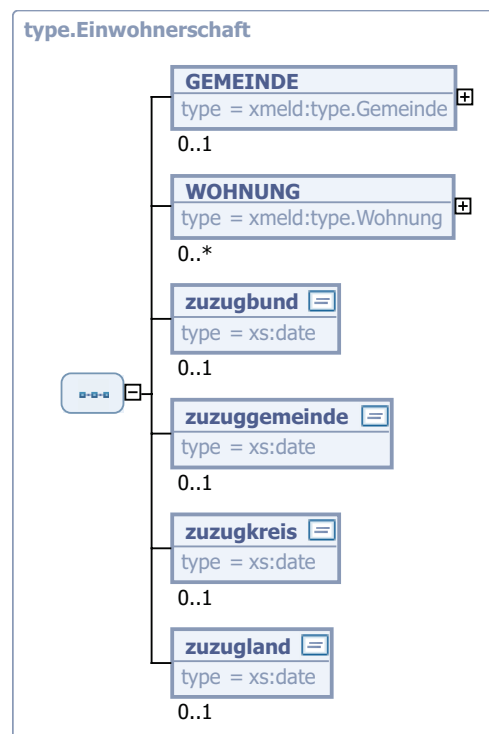 type.Einwohnerschaft
GEMEINDE
type = xmeld:type.Gemeinde
0..1
WOHNUNG
type = xmeld:type.Wohnung
0..*
zuzugbund
type = xs:date
0..1
zuzuggemeinde
type = xs:date
0..1
zuzugkreis
type = xs:date
0..1
zuzugland
type = xs:date
0..1